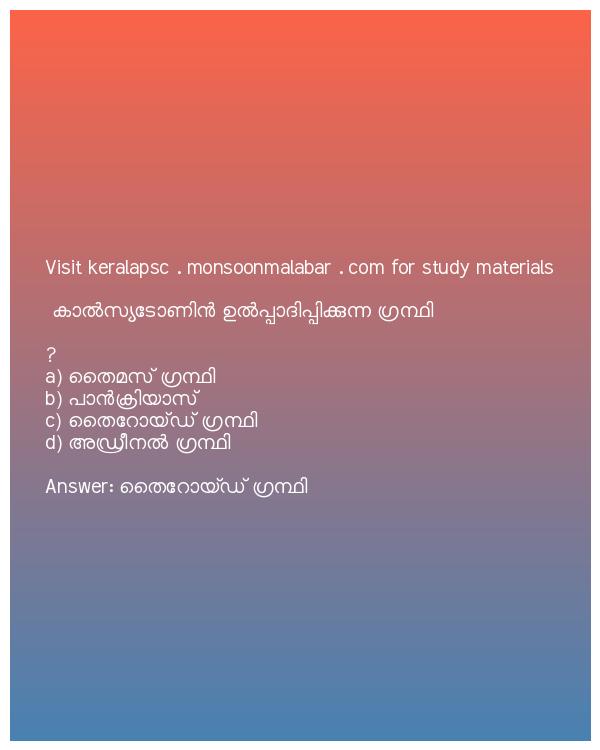 Visit keralapsc . monsoonmalabar . com for study materials
കാൽസ്യടോണിൻ ഉൽപ്പാദിപ്പിക്കുന്ന ഗ്രന്ഥി
?
a) തൈമസ് ഗ്രന്ഥി
b) പാൻക്രിയാസ്
c) തൈറോയ്ഡ് ഗ്രന്ഥി
d) അഡ്രീനൽ ഗ്രന്ഥി
Answer: തൈറോയ്ഡ് ഗ്രന്ഥി